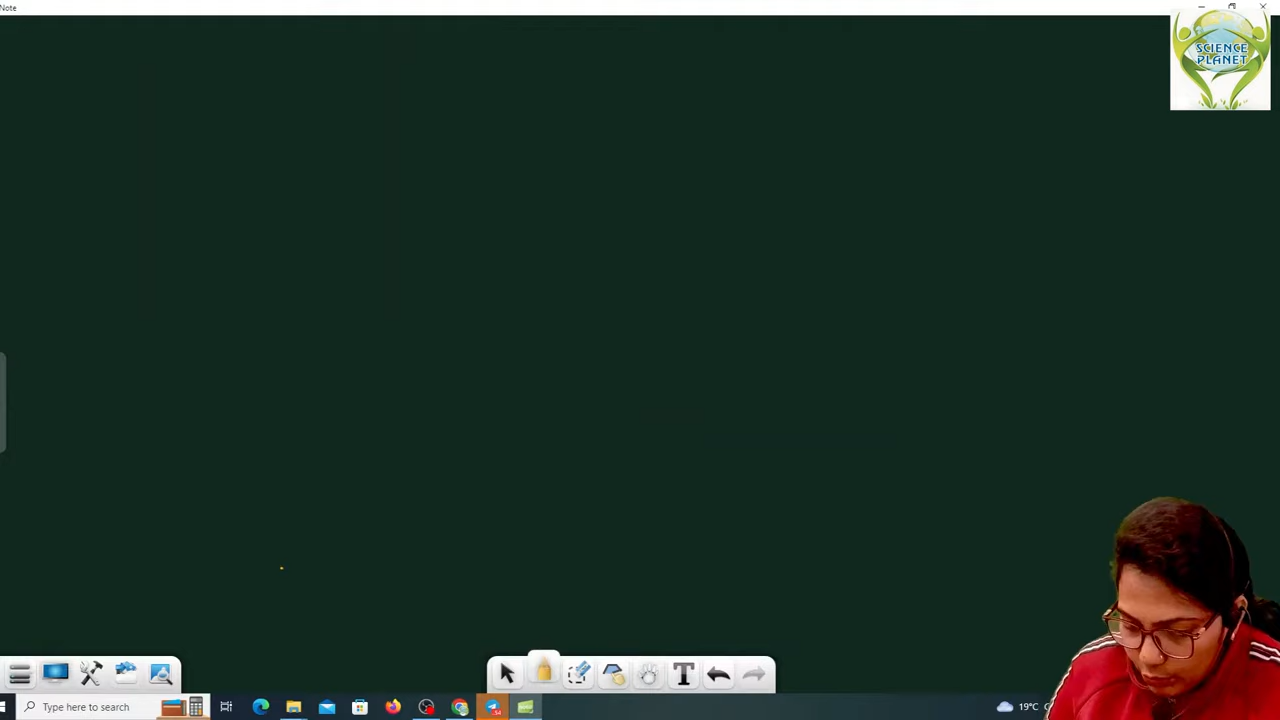 Note
SCIENCE
PLANET
T
Type here to search
19°C